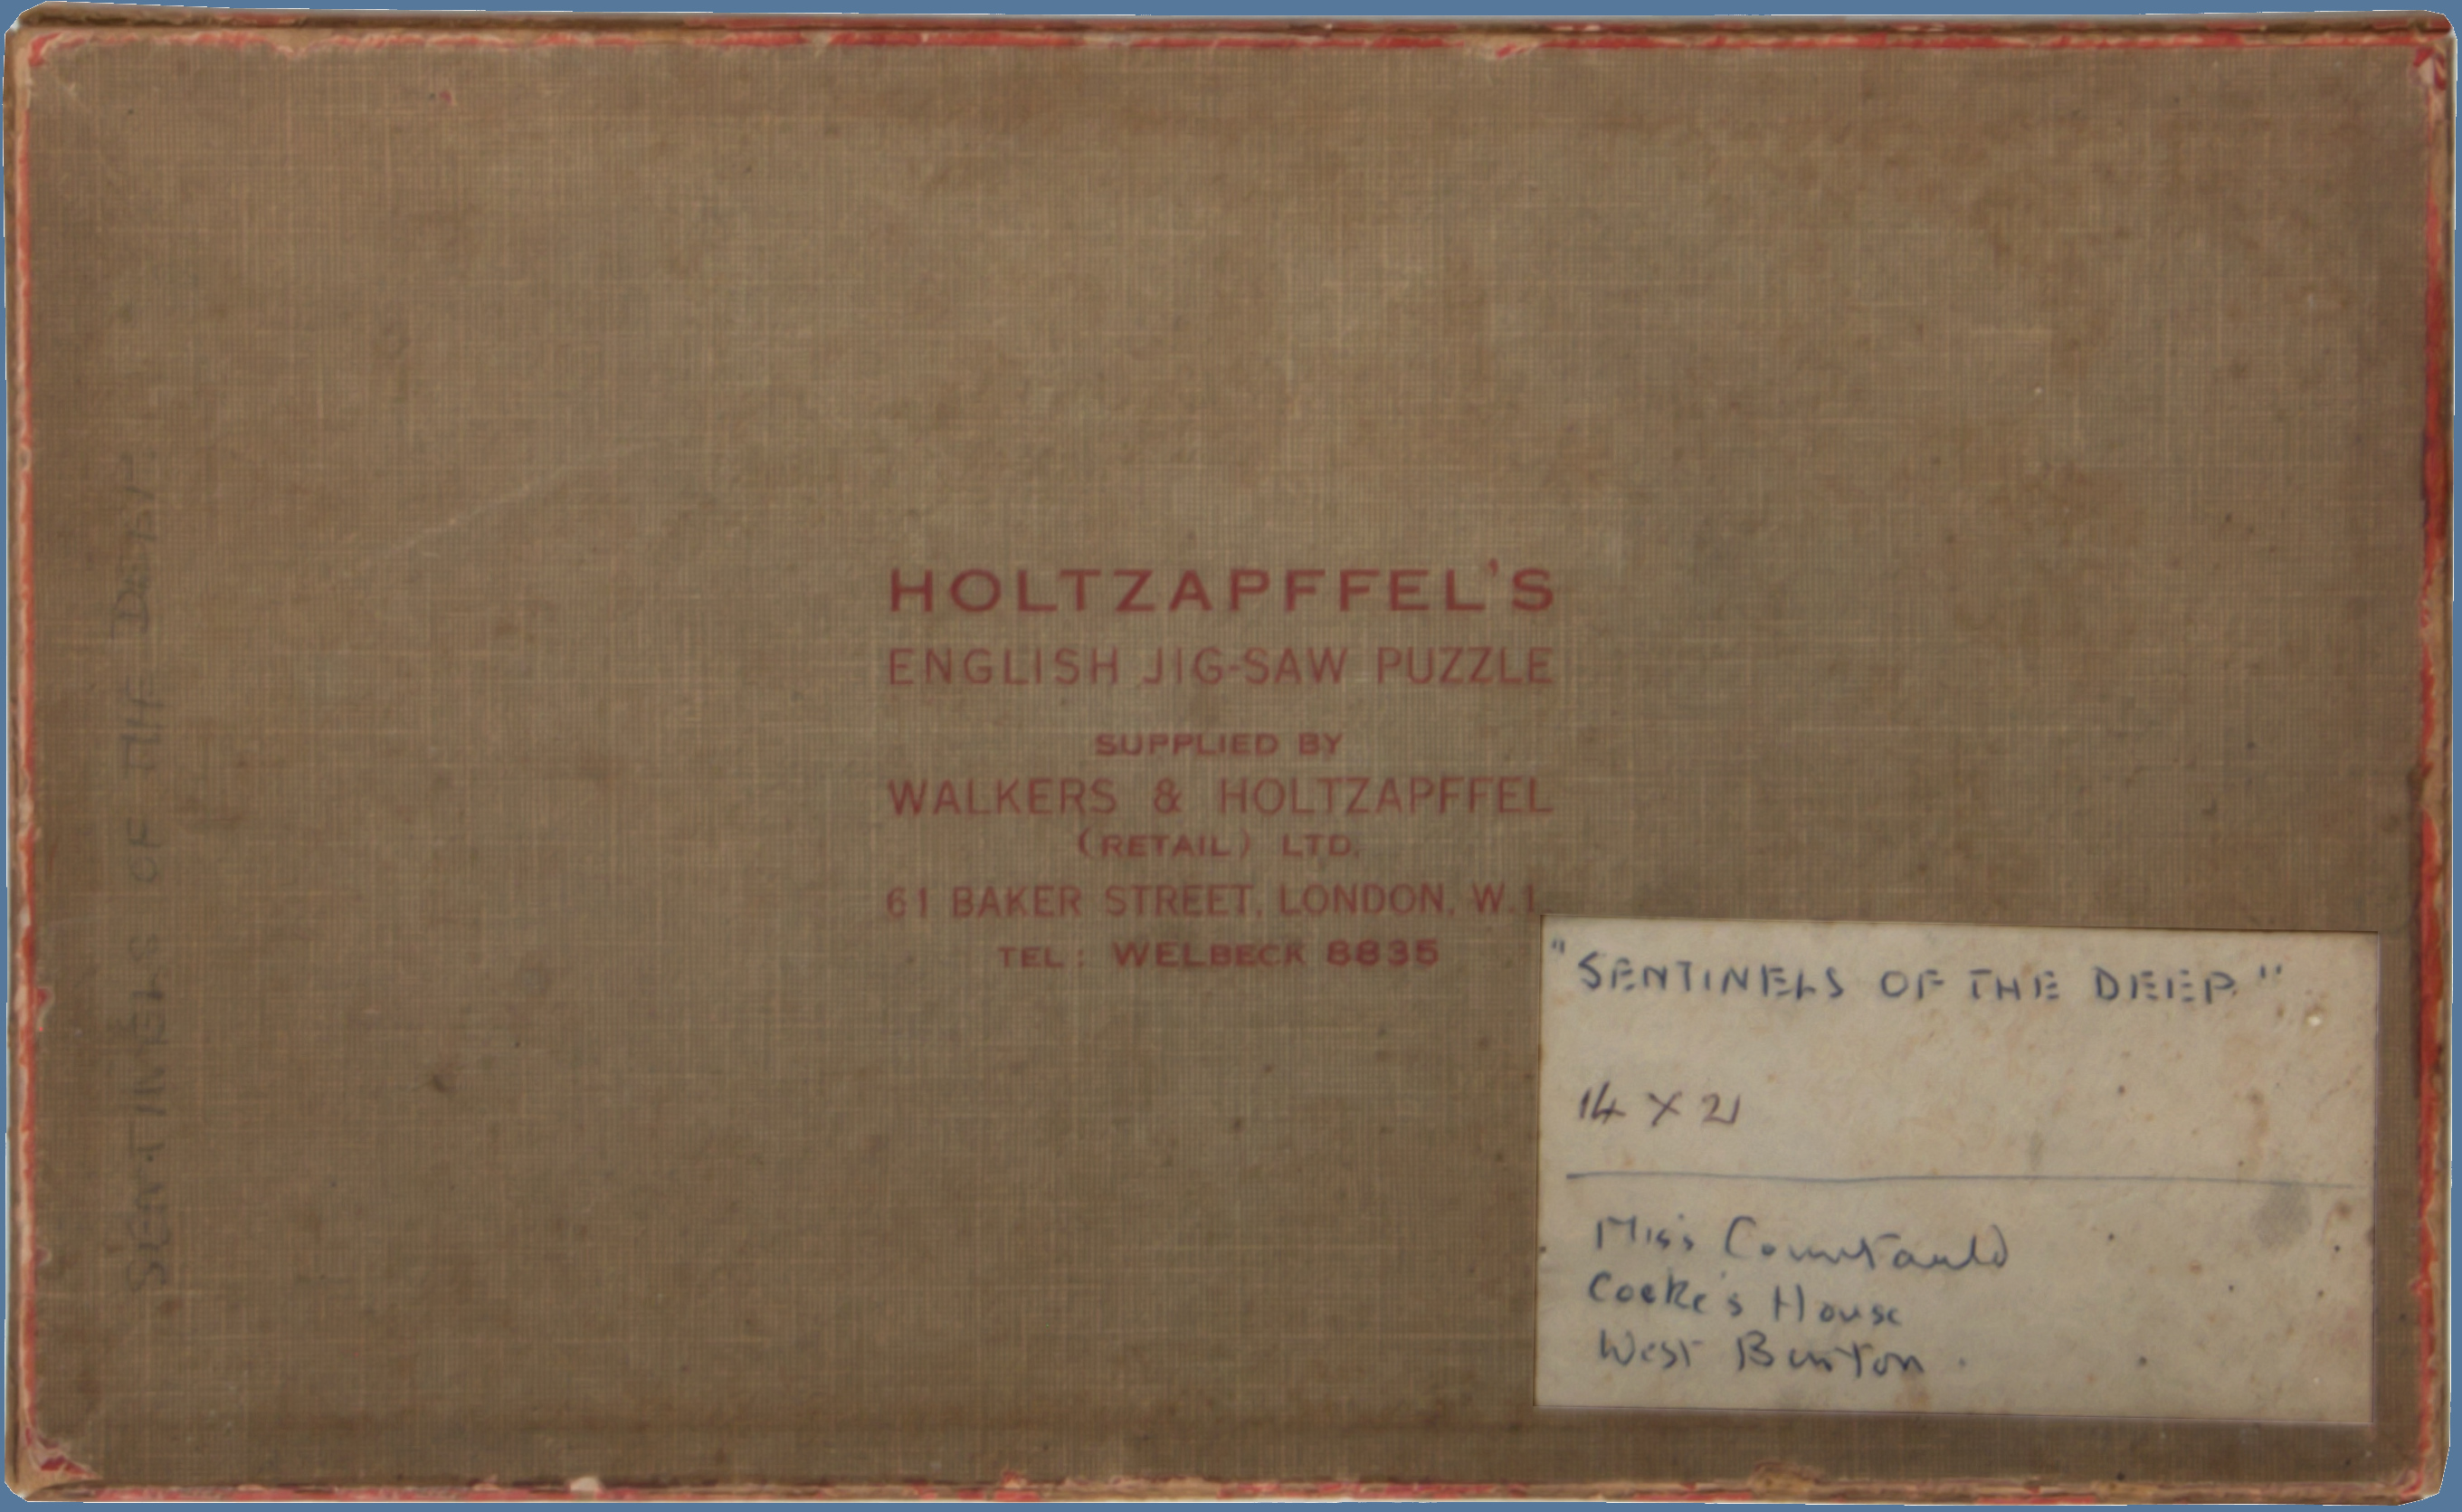 HOLTZAPFFEL'S
ENGLISH JIG-SAW PUZZLE
SUPPLIED BY
WALKERS & HOLTZAPFFEL
(RETAIL) LTD.
61 BAKER STREET, LONDON, W.1.
TEL: WELBECK 8835
"SENTINELS OF THE DEEP."
14 X 21
Miss Courtauld
Cooke's House
West Burton.
SENTINELS OF THE DEEP.